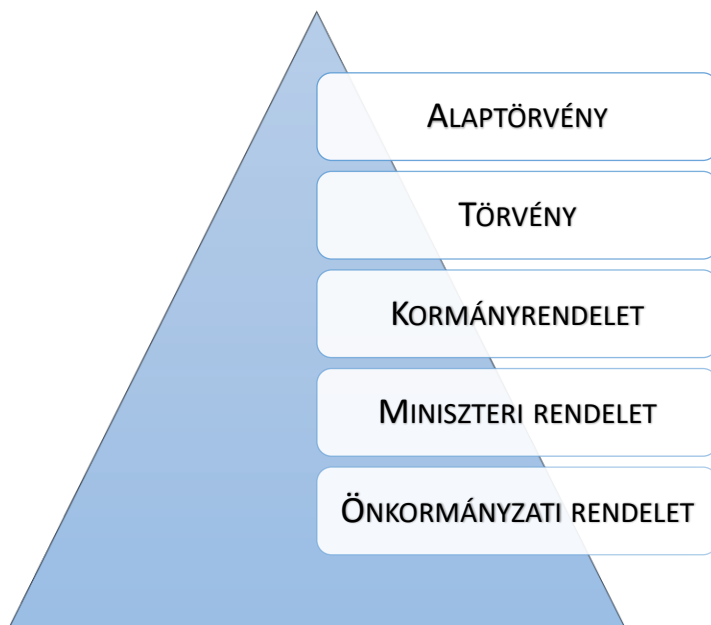 ALAPTÖRVÉNY
TÖRVÉNY
KORMÁNYRENDELET
MINISZTERI RENDELET
ÖNKORMÁNYZATI RENDELET